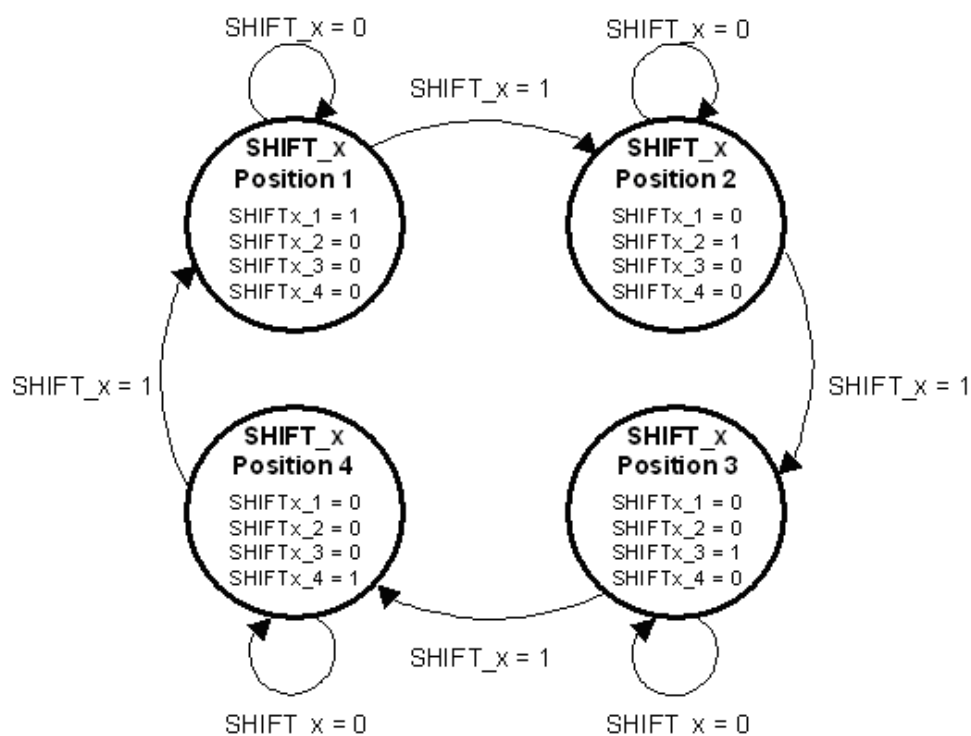 SHIFT_x = 0
SHIFT_x = 0
SHIFT_x = 1
SHIFT_x
Position 1
SHIFTx_1 = 1
SHIFTx_2 = 0
SHIFTx_3 = 0
SHIFTx_4 = 0
SHIFT_x
Position 2
SHIFTx_1 = 0
SHIFTx_2 = 1
SHIFTx_3 = 0
SHIFTx_4 = 0
SHIFT_x = 1
SHIFT_x = 1
SHIFT_x
Position 4
SHIFTx_1 = 0
SHIFTx_2 = 0
SHIFTx_3 = 0
SHIFTx_4 = 1
SHIFT_x
Position 3
SHIFTx_1 = 0
SHIFTx_2 = 0
SHIFTx_3 = 1
SHIFTx_4 = 0
SHIFT_x = 1
SHIFT x = 0
SHIFT x = 0